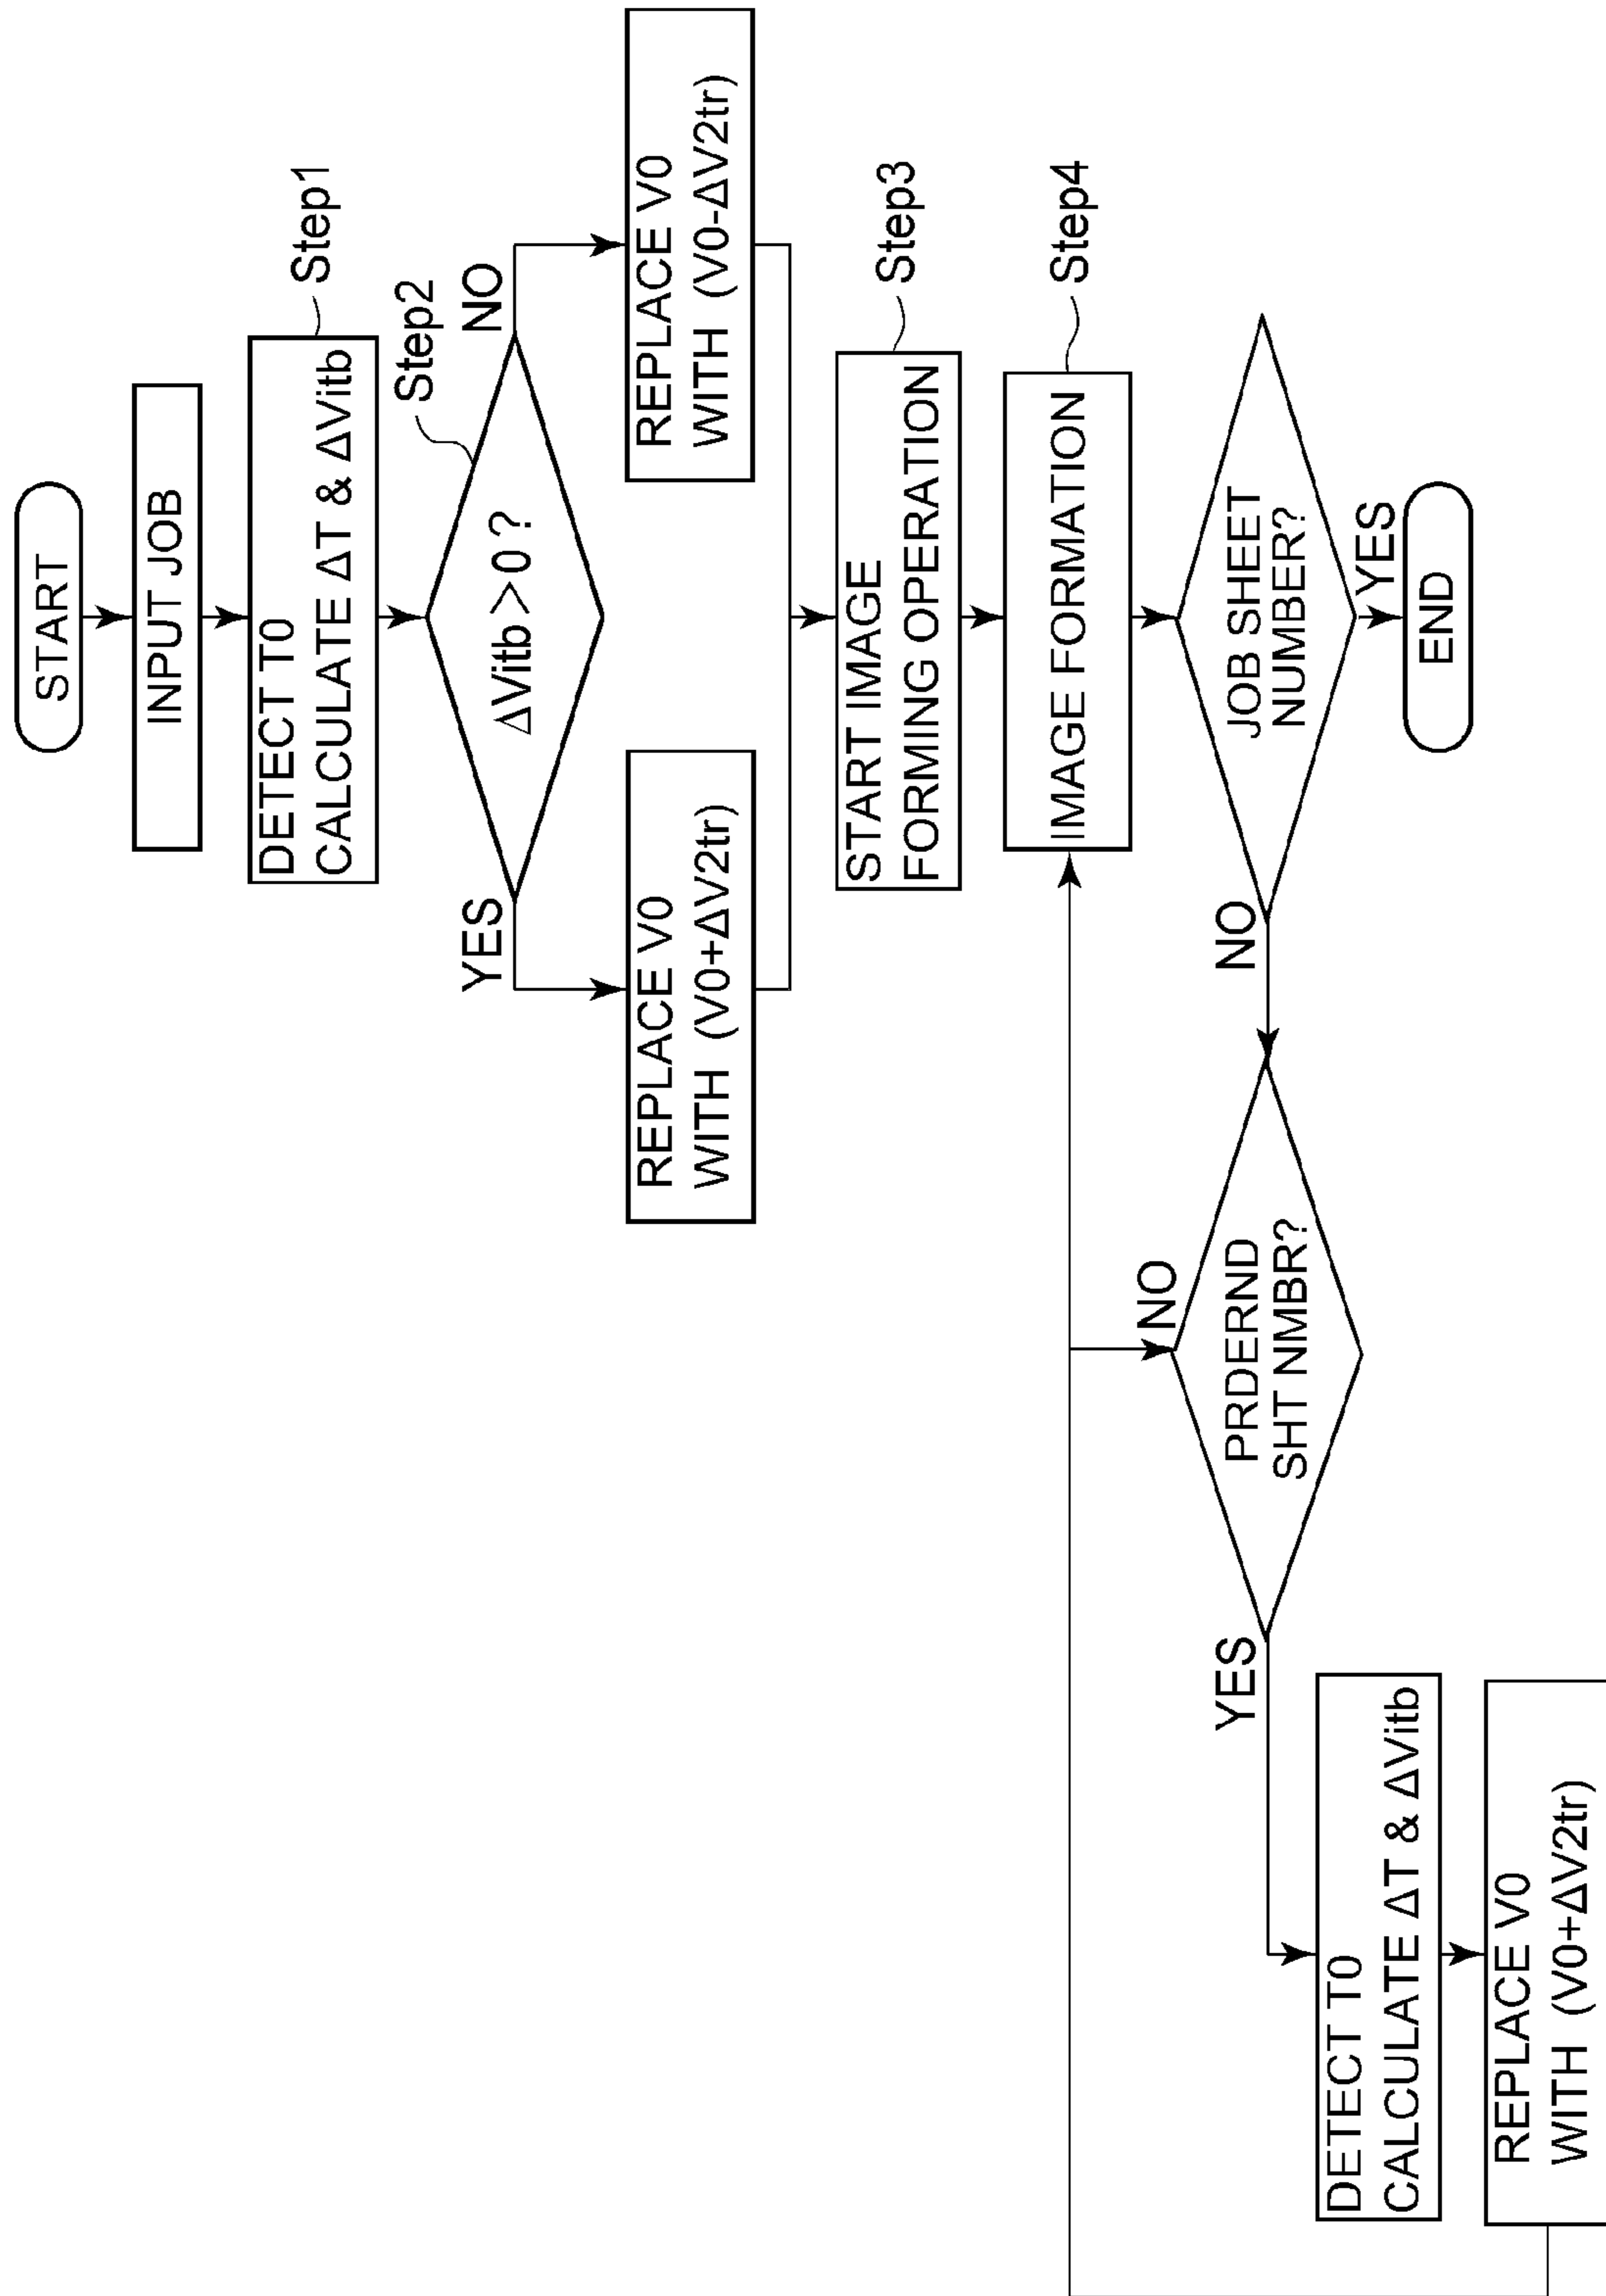 START
INPUT JOB
DETECT T0
CALCULATE ΔT & ΔVitb
Step1
ΔVitb>0?
Step2
YES
NO
REPLACE V0
WITH (V0+ΔV2tr)
REPLACE V0
WITH (V0-ΔV2tr)
START IMAGE
FORMING OPERATION
Step3
IMAGE FORMATION
Step4
JOB SHEET
NUMBER?
NO
YES
END
PRDERND
SHT NMBR?
NO
YES
DETECT T0
CALCULATE ΔT & ΔVitb
REPLACE V0
WITH (V0+ΔV2tr)